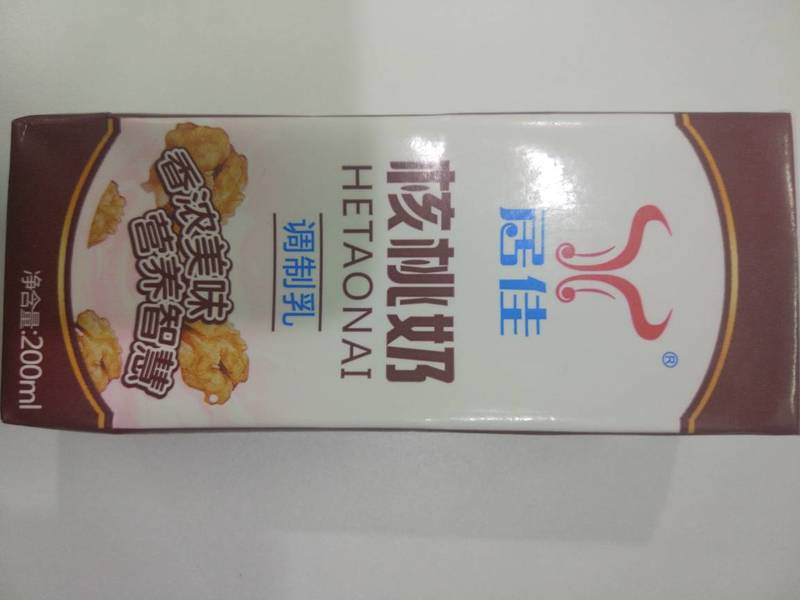 ®
居佳
核桃奶
HETAONAI
调制乳
香浓美味
营养智慧
净含量:200ml